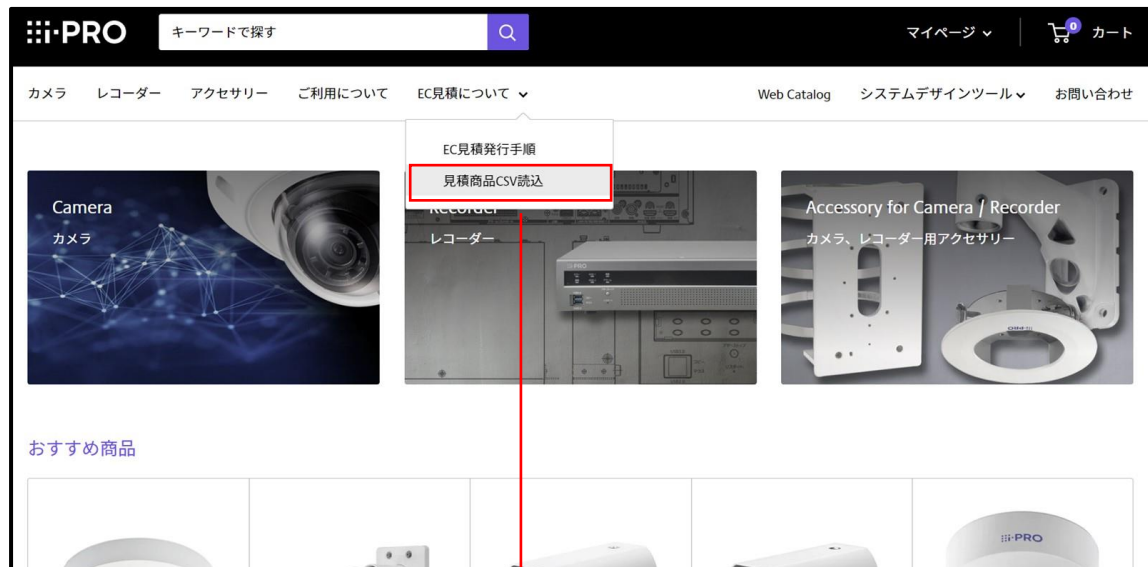 i-PRO
キーワードで探す
マイページ
0
カート
カメラ
レコーダー
アクセサリー
ご利用について
EC見積について
Web Catalog
システムデザインツール
お問い合わせ
EC見積発行手順
見積商品CSV読込
Camera
カメラ
Recorder
レコーダー
Accessory for Camera / Recorder
カメラ、レコーダー用アクセサリー
おすすめ商品
i-PRO